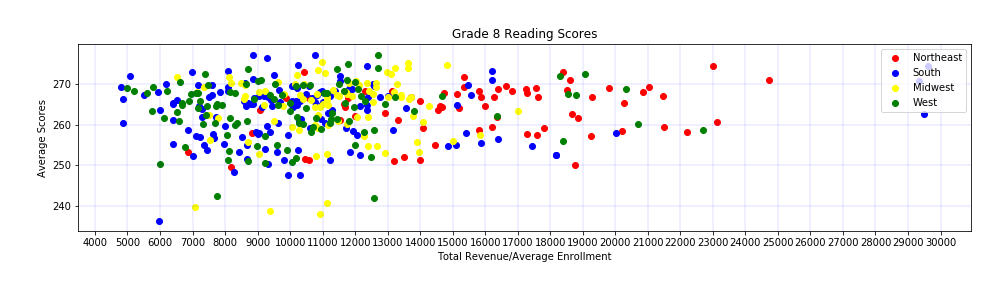 Grade 8 Reading Scores
Average Scores
270
260
250
240
Northeast
South
Midwest
West
4000 5000 6000 7000 8000 9000 10000 11000 12000 13000 14000 15000 16000 17000 18000 19000 20000 21000 22000 23000 24000 25000 26000 27000 28000 29000 30000
Total Revenue/Average Enrollment